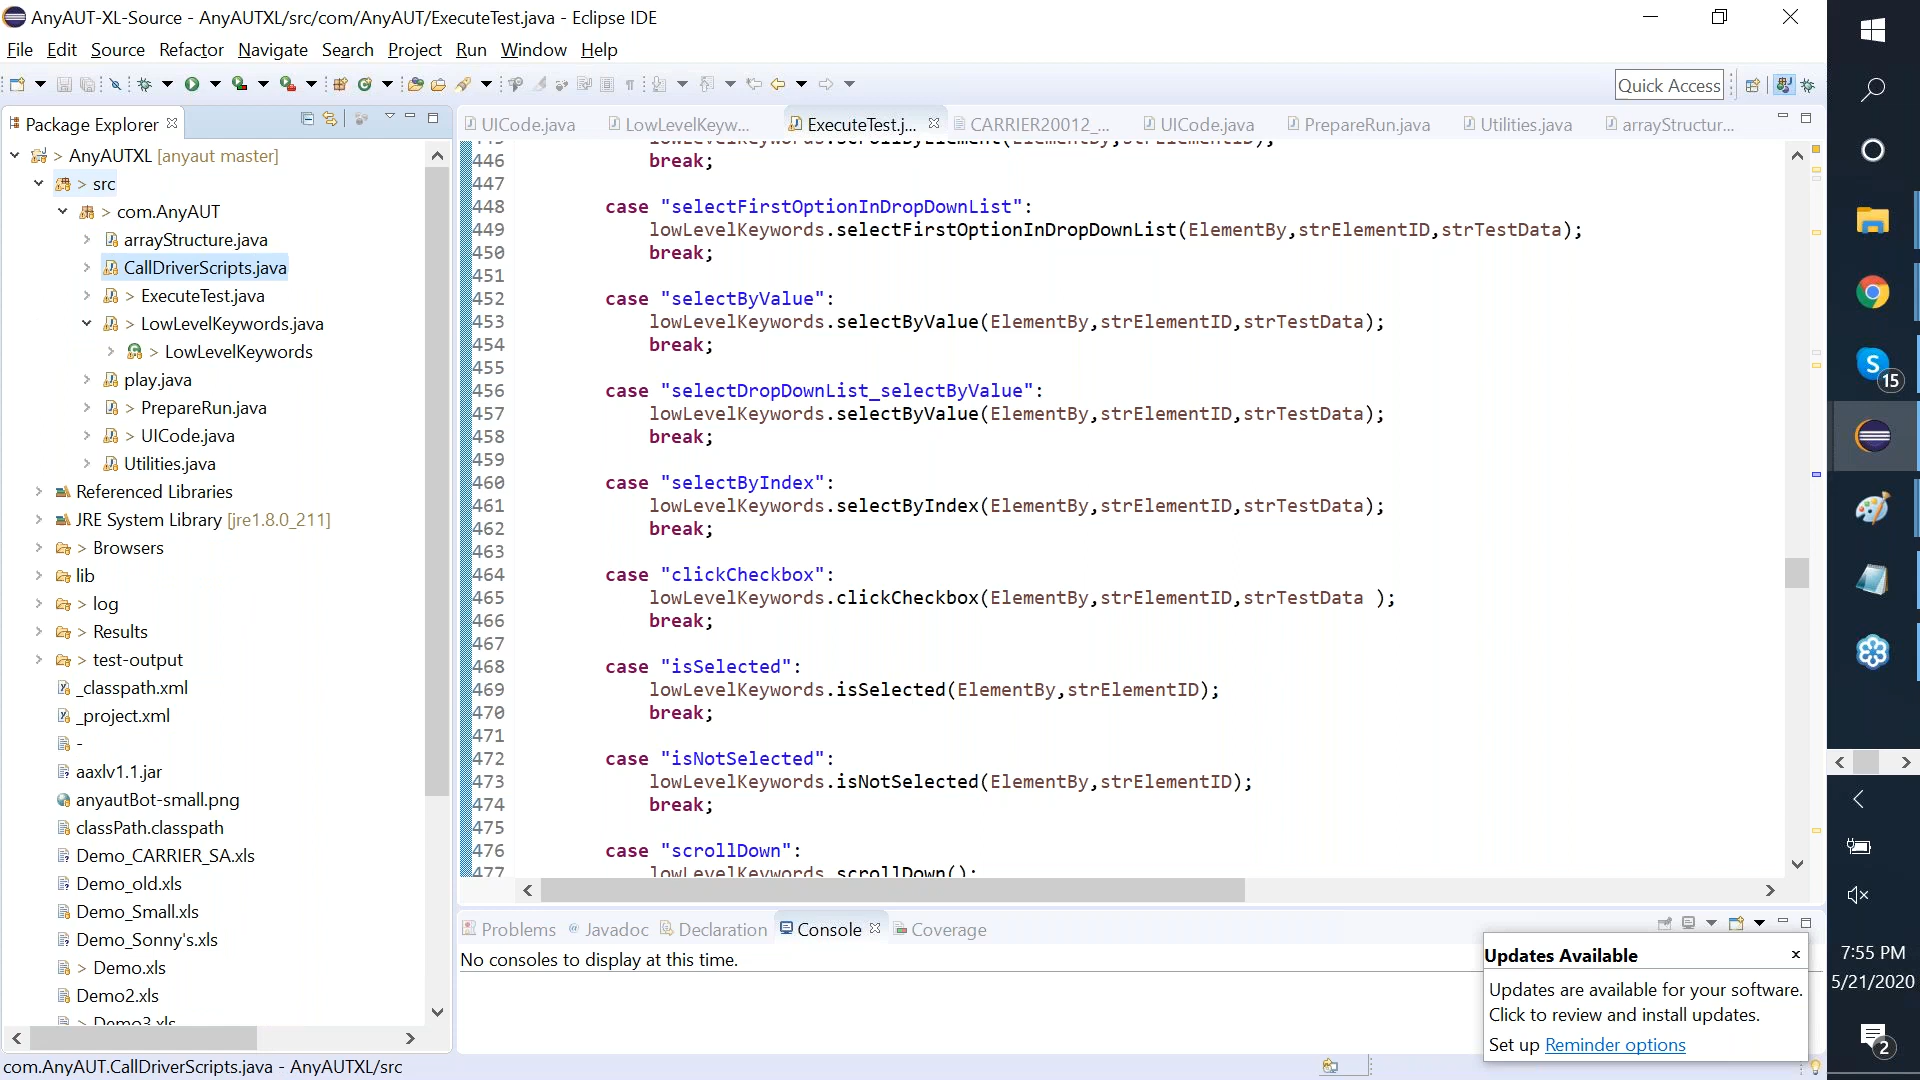 AnyAUT-XL-Source - AnyAUTXL/src/com/AnyAUT/ExecuteTest.java - Eclipse IDE
File Edit Source Refactor Navigate Search Project Run Window Help
Quick Access
Package Explorer
UICode.java LowLevelKeyw... ExecuteTest.j... CARRIER20012_... UICode.java PrepareRun.java Utilities.java arrayStructur...
> AnyAUTXL [anyaut master]
> src
> com.AnyAUT
arrayStructure.java
CallDriverScripts.java
> ExecuteTest.java
> LowLevelKeywords.java
> LowLevelKeywords
play.java
> PrepareRun.java
> UICode.java
Utilities.java
Referenced Libraries
JRE System Library [jre1.8.0_211]
> Browsers
lib
> log
> Results
> test-output
_classpath.xml
_project.xml
-
aaxlv1.1.jar
anyautBot-small.png
classPath.classpath
Demo_CARRIER_SA.xls
Demo_old.xls
Demo_Small.xls
Demo_Sonny's.xls
> Demo.xls
Demo2.xls
> Demo3.xls
446 break;
447
448 case "selectFirstOptionInDropDownList":
449 lowLevelKeywords.selectFirstOptionInDropDownList(ElementBy,strElementID,strTestData);
450 break;
451
452 case "selectByValue":
453 lowLevelKeywords.selectByValue(ElementBy,strElementID,strTestData);
454 break;
455
456 case "selectDropDownList_selectByValue":
457 lowLevelKeywords.selectByValue(ElementBy,strElementID,strTestData);
458 break;
459
460 case "selectByIndex":
461 lowLevelKeywords.selectByIndex(ElementBy,strElementID,strTestData);
462 break;
463
464 case "clickCheckbox":
465 lowLevelKeywords.clickCheckbox(ElementBy,strElementID,strTestData );
466 break;
467
468 case "isSelected":
469 lowLevelKeywords.isSelected(ElementBy,strElementID);
470 break;
471
472 case "isNotSelected":
473 lowLevelKeywords.isNotSelected(ElementBy,strElementID);
474 break;
475
476 case "scrollDown":
477 lowLevelKeywords.scrollDown();
Problems Javadoc Declaration Console Coverage
No consoles to display at this time.
Updates Available
Updates are available for your software.
Click to review and install updates.
Set up Reminder options
com.AnyAUT.CallDriverScripts.java - AnyAUTXL/src
15
7:55 PM
5/21/2020
2